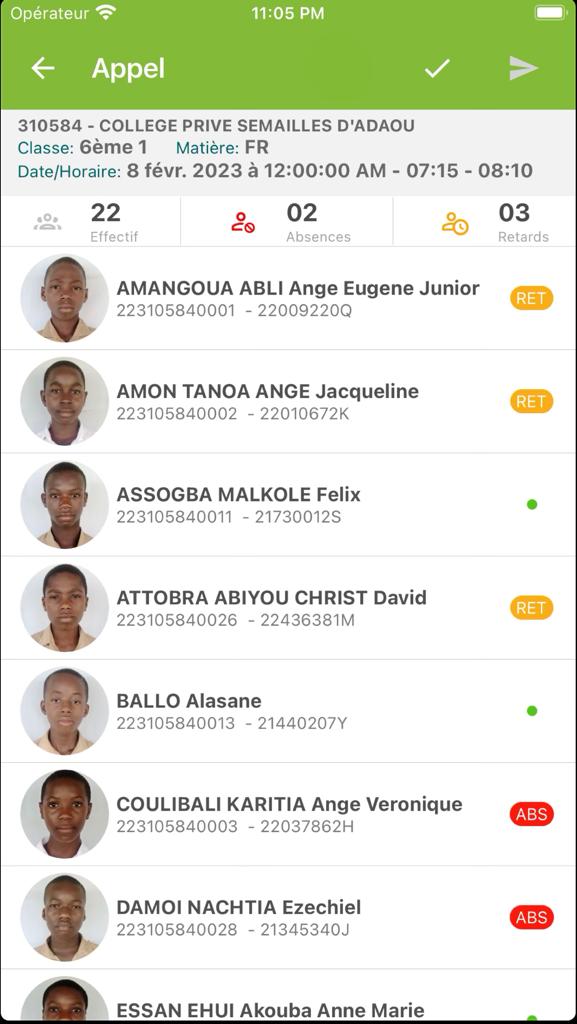 Opérateur 11:05 PM
Appel
310584 - COLLEGE PRIVE SEMAILLES D'ADAOU
Classe: 6ème 1 Matière: FR
Date/Horaire: 8 févr. 2023 à 12:00:00 AM - 07:15 - 08:10
22 02 03
Effectif Absences Retards
AMANGOUA ABLI Ange Eugene Junior
223105840001 - 22009220Q
RET
AMON TANOA ANGE Jacqueline
223105840002 - 22010672K
RET
ASSOGBA MALKOLE Felix
223105840011 - 21730012S
ATTOBRA ABIYOU CHRIST David
223105840026 - 22436381M
RET
BALLO Alasane
223105840013 - 21440207Y
COULIBALI KARITIA Ange Veronique
223105840003 - 22037862H
ABS
DAMOI NACHTIA Ezechiel
223105840028 - 21345340J
ABS
ESSAN EHUI Akouba Anne Marie